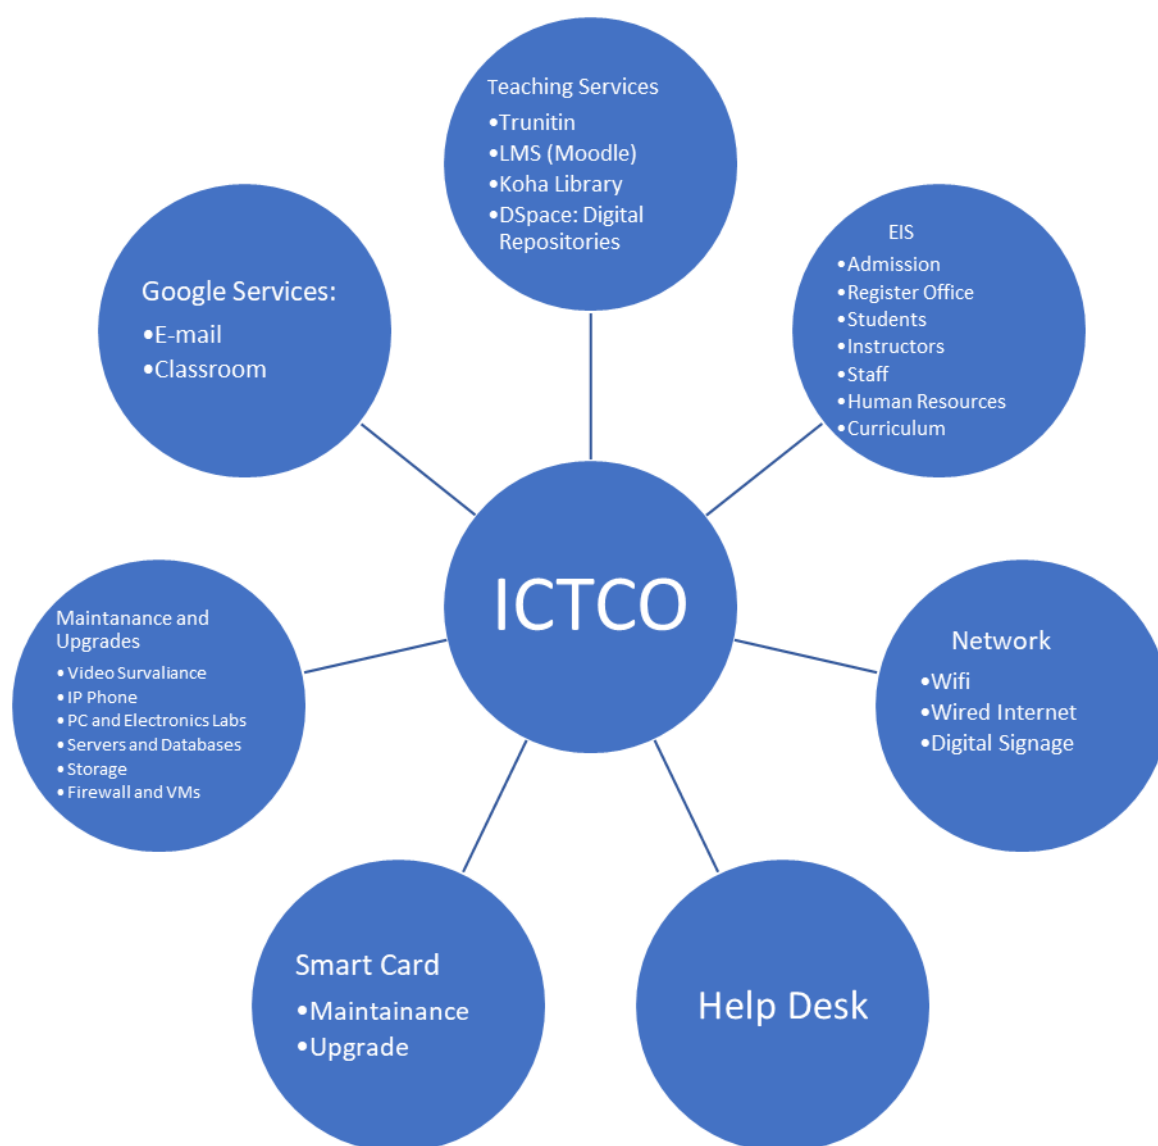 Teaching Services
•Trunitin
•LMS (Moodle)
•Koha Library
•DSpace: Digital
Repositories
EIS
•Admission
•Register Office
•Students
•Instructors
•Staff
•Human Resources
•Curriculum
Network
•Wifi
•Wired Internet
•Digital Signage
Help Desk
Smart Card
•Maintainance
•Upgrade
Maintanance and
Upgrades
• Video Survaliance
• IP Phone
• PC and Electronics Labs
• Servers and Databases
• Storage
• Firewall and VMs
Google Services:
•E-mail
•Classroom
ICTCO